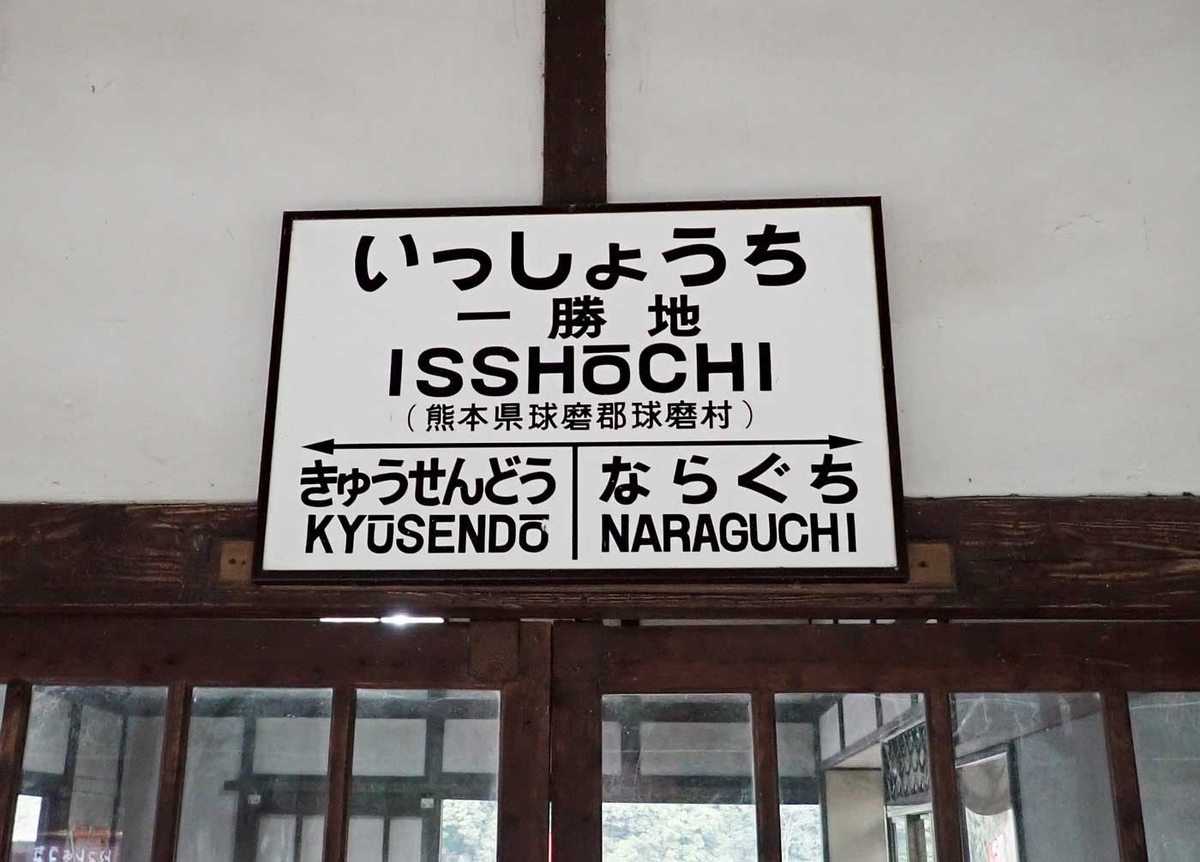 いっしょうち
一勝地
ISSHŌCHI
(熊本県球磨郡球磨村)
きゅうせんどう
KYŪSENDŌ
ならぐち
NARAGUCHI